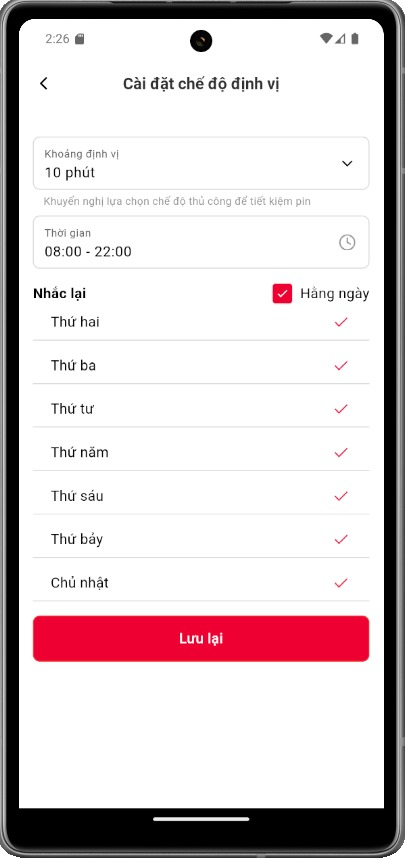 2:26
Cài đặt chế độ định vị
Khoảng định vị
10 phút
Khuyến nghị lựa chọn chế độ thủ công để tiết kiệm pin
Thời gian
08:00 - 22:00
Nhắc lại
Hằng ngày
Thứ hai
Thứ ba
Thứ tư
Thứ năm
Thứ sáu
Thứ bảy
Chủ nhật
Lưu lại